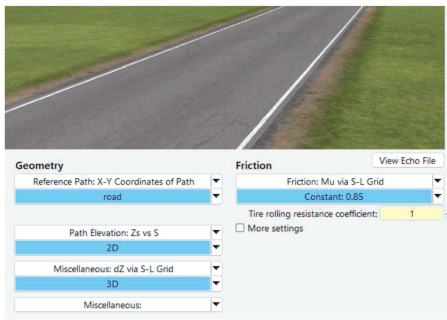 Geometry
Reference Path: X-Y Coordinates of Path
road
Path Elevation: Zs vs S
2D
Miscellaneous: dZ via S-L Grid
3D
Miscellaneous:
View Echo File
Friction
Friction: Mu via S-L Grid
Constant: 0.85
Tire rolling resistance coefficient: 1
More settings